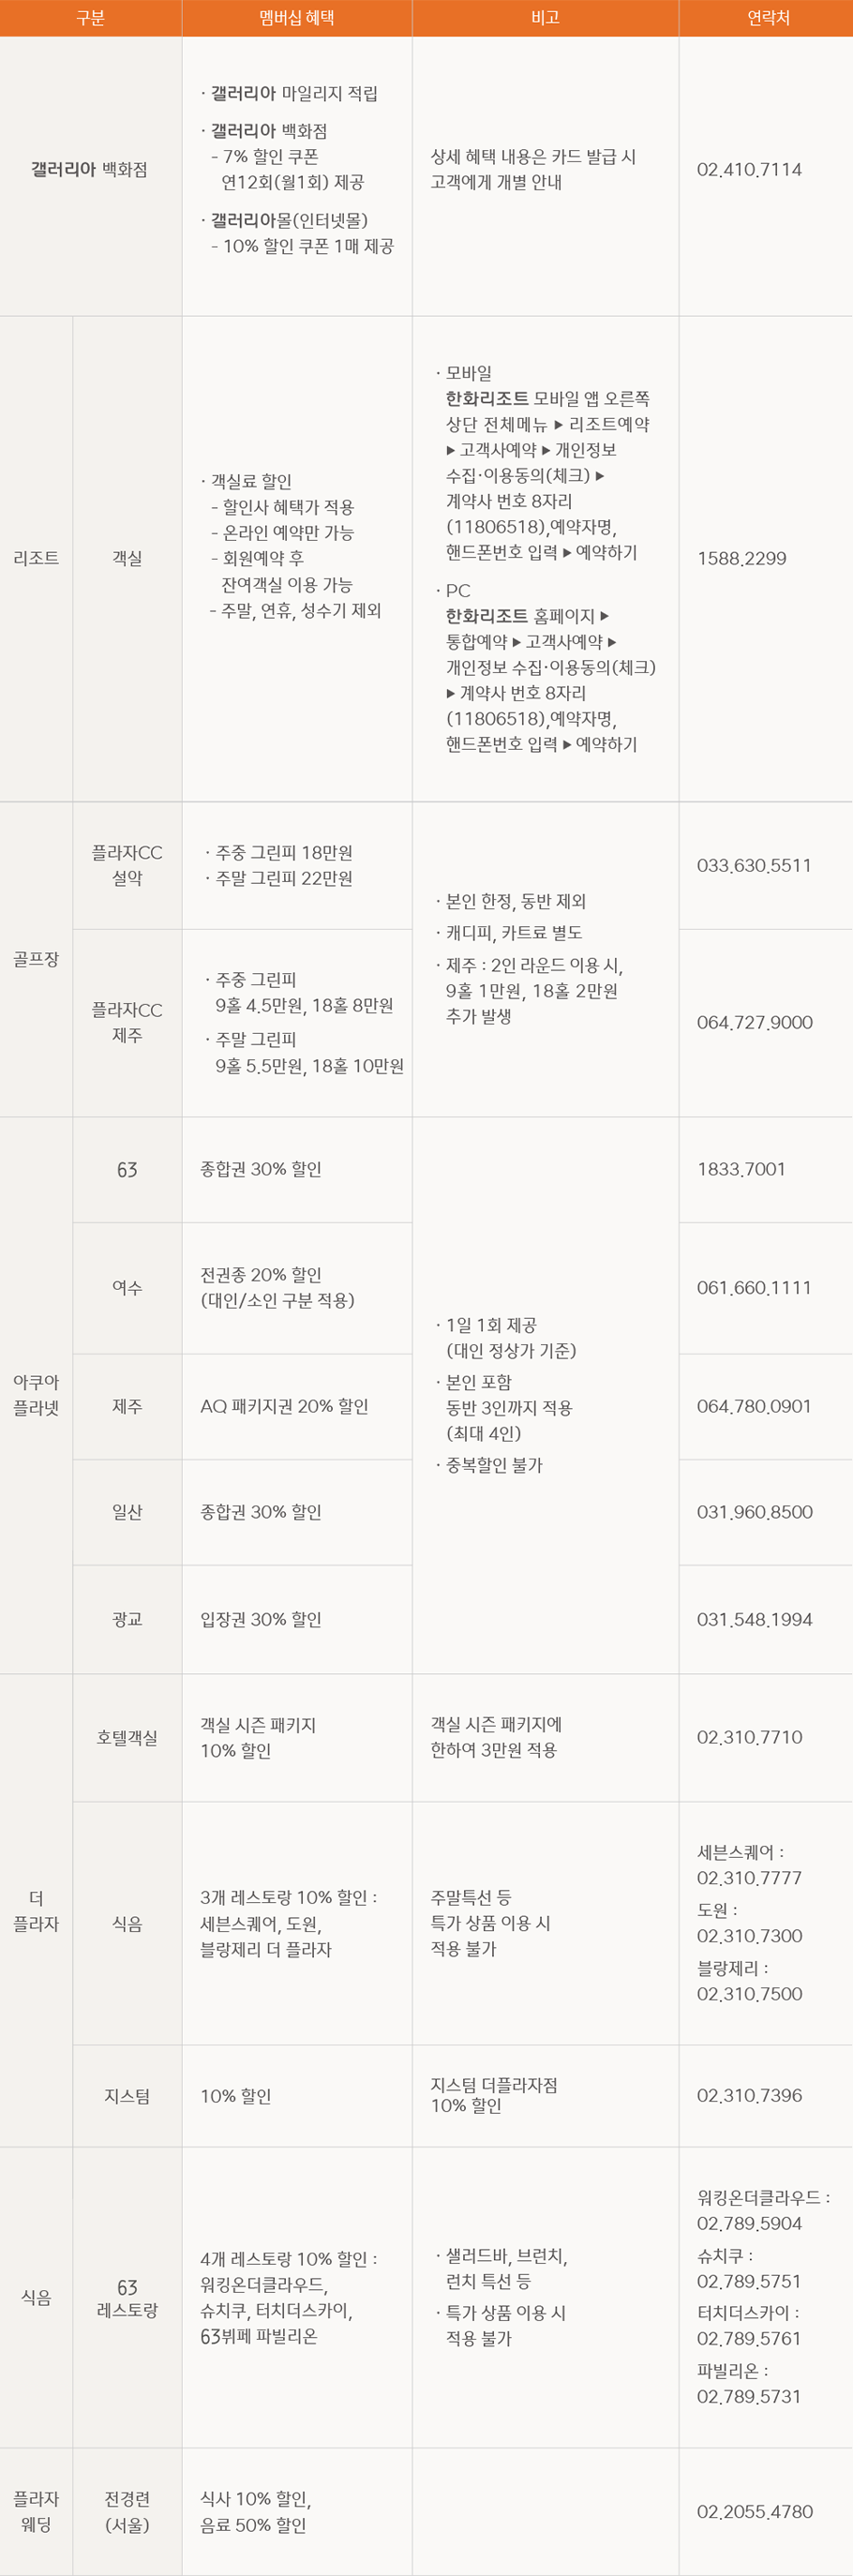 구분 멤버십 혜택 비고 연락처
갤러리아 백화점
· 갤러리아 마일리지 적립
· 갤러리아 백화점
- 7% 할인 쿠폰
연12회(월1회) 제공
· 갤러리아몰(인터넷몰)
- 10% 할인 쿠폰 1매 제공
상세 혜택 내용은 카드 발급 시
고객에게 개별 안내
02.410.7114
리조트
객실
· 객실료 할인
- 할인사 혜택가 적용
- 온라인 예약만 가능
- 회원예약 후
잔여객실 이용 가능
- 주말, 연휴, 성수기 제외
· 모바일
한화리조트 모바일 앱 오른쪽
상단 전체메뉴 ▶ 리조트예약
▶ 고객사예약 ▶ 개인정보
수집·이용동의(체크) ▶
계약사 번호 8자리
(11806518),예약자명,
핸드폰번호 입력 ▶ 예약하기
· PC
한화리조트 홈페이지 ▶
통합예약 ▶ 고객사예약 ▶
개인정보 수집·이용동의(체크)
▶ 계약사 번호 8자리
(11806518),예약자명,
핸드폰번호 입력 ▶ 예약하기
1588.2299
골프장
플라자CC
설악
· 주중 그린피 18만원
· 주말 그린피 22만원
· 본인 한정, 동반 제외
· 캐디피, 카트료 별도
· 제주 : 2인 라운드 이용 시,
9홀 1만원, 18홀 2만원
추가 발생
033.630.5511
플라자CC
제주
· 주중 그린피
9홀 4.5만원, 18홀 8만원
· 주말 그린피
9홀 5.5만원, 18홀 10만원
064.727.9000
아쿠아
플라넷
63
종합권 30% 할인
· 1일 1회 제공
(대인 정상가 기준)
· 본인 포함
동반 3인까지 적용
(최대 4인)
· 중복할인 불가
1833.7001
여수
전권종 20% 할인
(대인/소인 구분 적용)
061.660.1111
제주
AQ 패키지권 20% 할인
064.780.0901
일산
종합권 30% 할인
031.960.8500
광교
입장권 30% 할인
031.548.1994
더
플라자
호텔객실
객실 시즌 패키지
10% 할인
객실 시즌 패키지에
한하여 3만원 적용
02.310.7710
식음
3개 레스토랑 10% 할인 :
세븐스퀘어, 도원,
블랑제리 더 플라자
주말특선 등
특가 상품 이용 시
적용 불가
세븐스퀘어 :
02.310.7777
도원 :
02.310.7300
블랑제리 :
02.310.7500
지스텀
10% 할인
지스텀 더플라자점
10% 할인
02.310.7396
식음
63
레스토랑
4개 레스토랑 10% 할인 :
워킹온더클라우드,
슈치쿠, 터치더스카이,
63뷔페 파빌리온
· 샐러드바, 브런치,
런치 특선 등
· 특가 상품 이용 시
적용 불가
워킹온더클라우드 :
02.789.5904
슈치쿠 :
02.789.5751
터치더스카이 :
02.789.5761
파빌리온 :
02.789.5731
플라자
웨딩
전경련
(서울)
식사 10% 할인,
음료 50% 할인
02.2055.4780